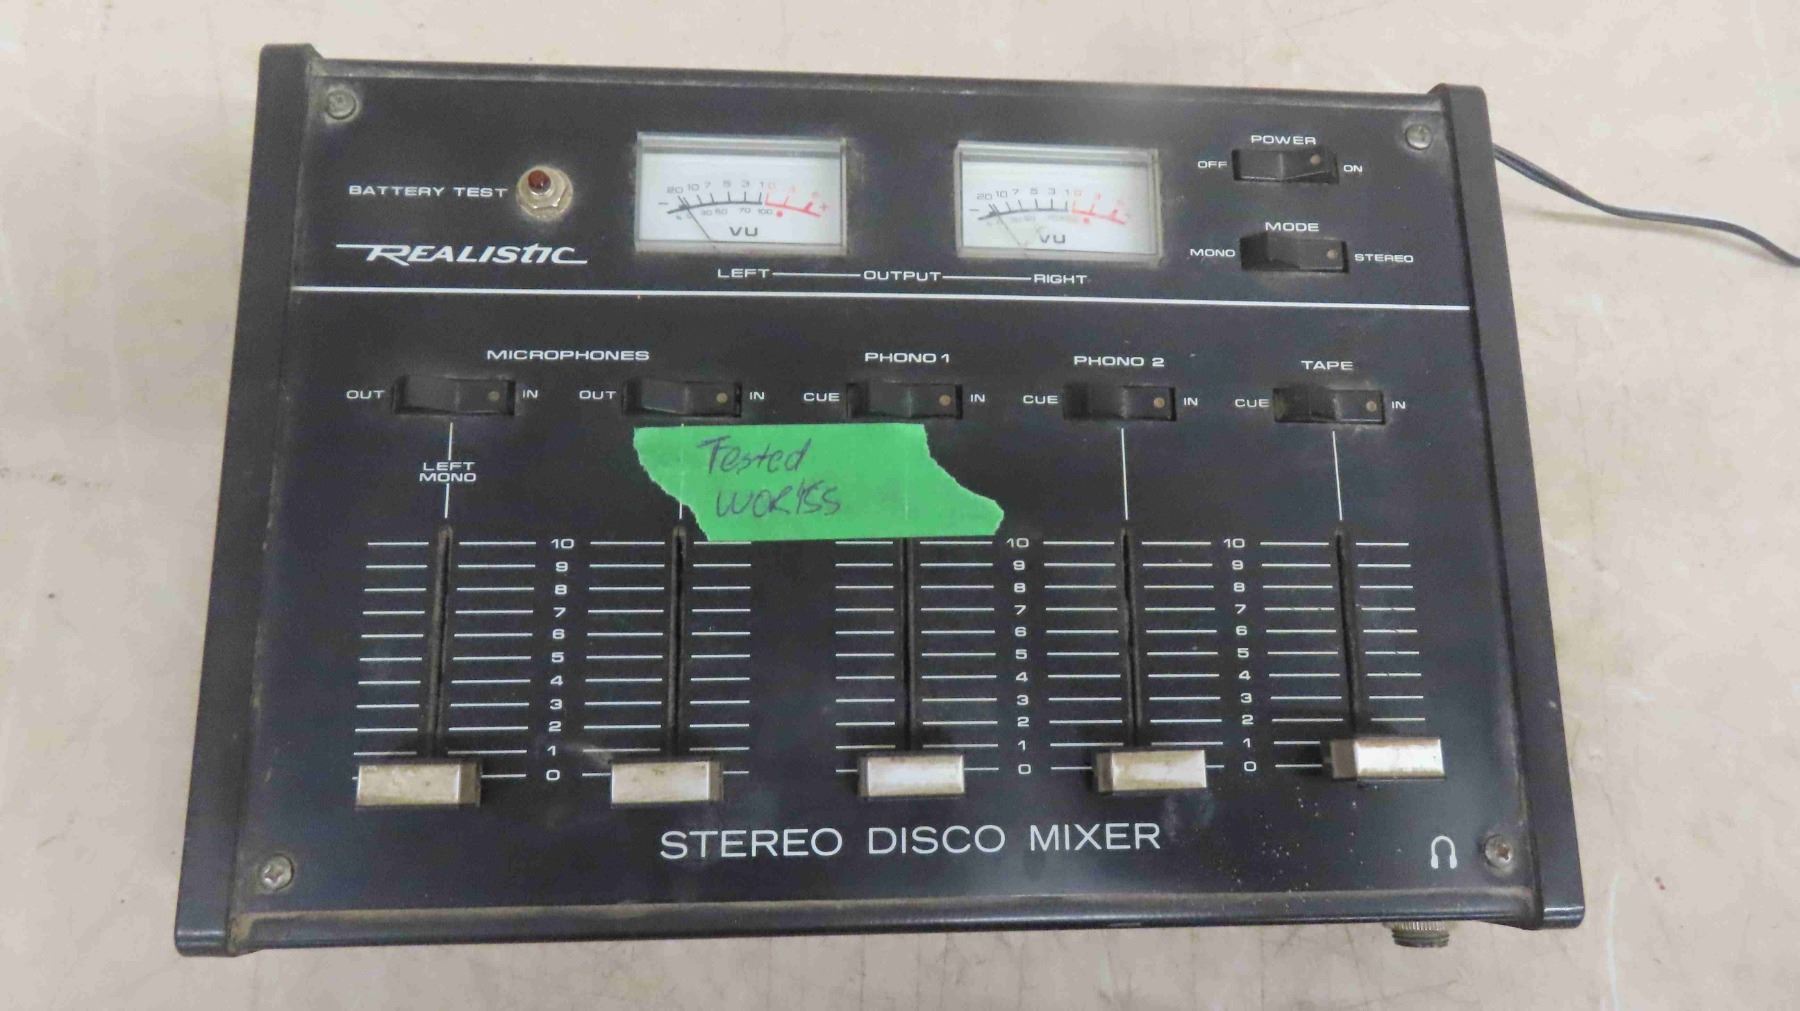 POWER
OFF ON
BATTERY TEST
20 10 7 5 3 1 0
VU
20 10 7 5 3 1 0
VU
MODE
MONO STEREO
REALISTIC
LEFT OUTPUT RIGHT
MICROPHONES PHONO 1 PHONO 2 TAPE
OUT IN OUT IN CUE IN CUE IN CUE IN
LEFT
MONO
Tested
WORKSS
10 10 10
9 9 9
8 8 8
7 7 7
6 6 6
5 5 5
4 4 4
3 3 3
2 2 2
1 1 1
0 0 0
STEREO DISCO MIXER